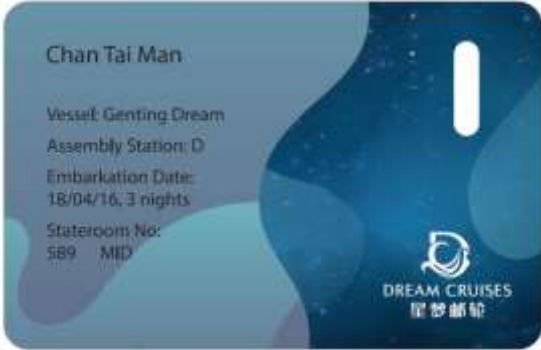 Chan Tai Man
Vessel: Genting Dream
Assembly Station: D
Embarkation Date:
18/04/16, 3 nights
Stateroom No:
589 MID
DREAM CRUISES
星梦邮轮